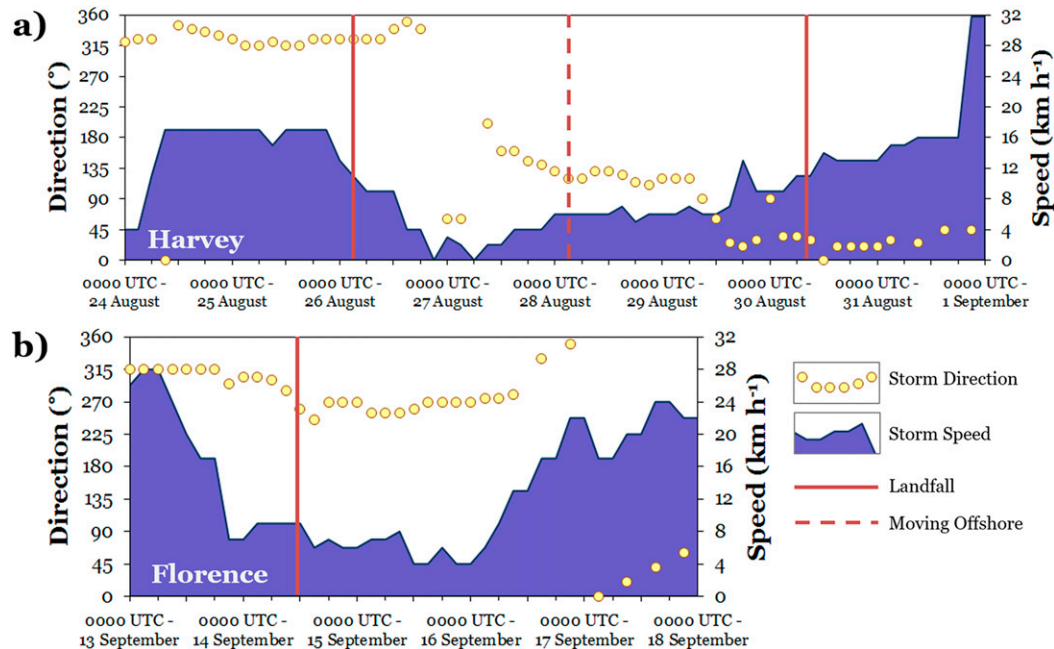 a)
Direction (°)
360
315
270
225
180
135
90
45
0
Harvey
32
28
24
20
16
12
8
4
0
Speed (km h⁻¹)
0000 UTC - 0000 UTC - 0000 UTC - 0000 UTC - 0000 UTC - 0000 UTC - 0000 UTC - 0000 UTC - 0000 UTC -
24 August 25 August 26 August 27 August 28 August 29 August 30 August 31 August 1 September
b)
Direction (°)
360
315
270
225
180
135
90
45
0
Florence
32
28
24
20
16
12
8
4
0
Speed (km h⁻¹)
0000 UTC - 0000 UTC - 0000 UTC - 0000 UTC - 0000 UTC - 0000 UTC -
13 September 14 September 15 September 16 September 17 September 18 September
Storm Direction
Storm Speed
Landfall
Moving Offshore